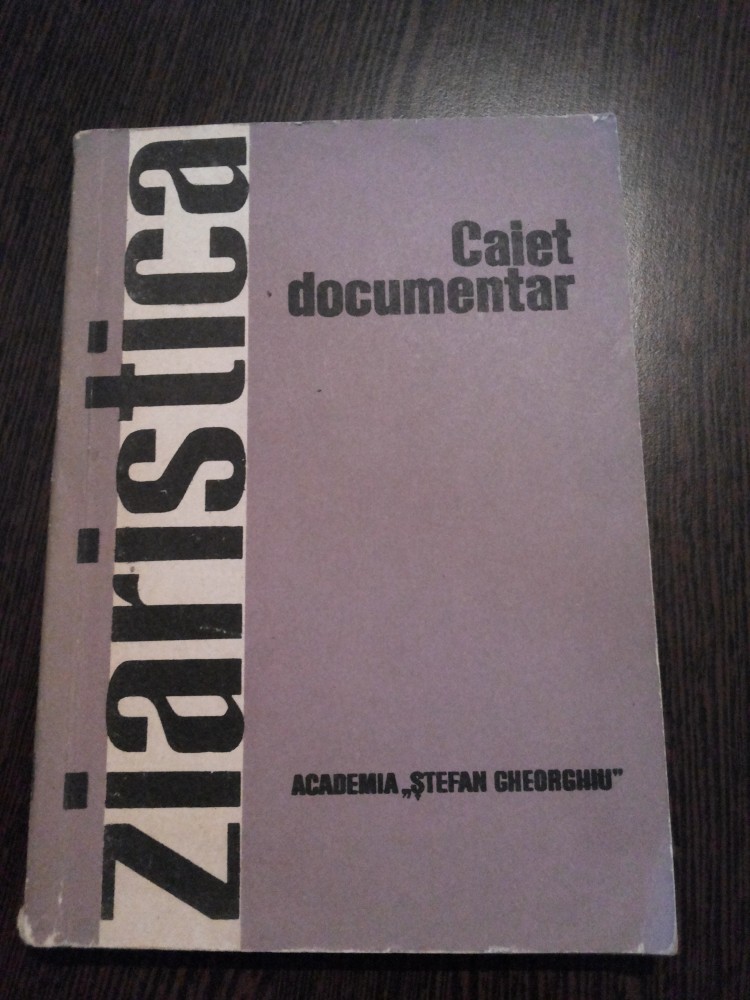 ziaristica
Caiet
documentar
ACADEMIA „ȘTEFAN GHEORGHIU”